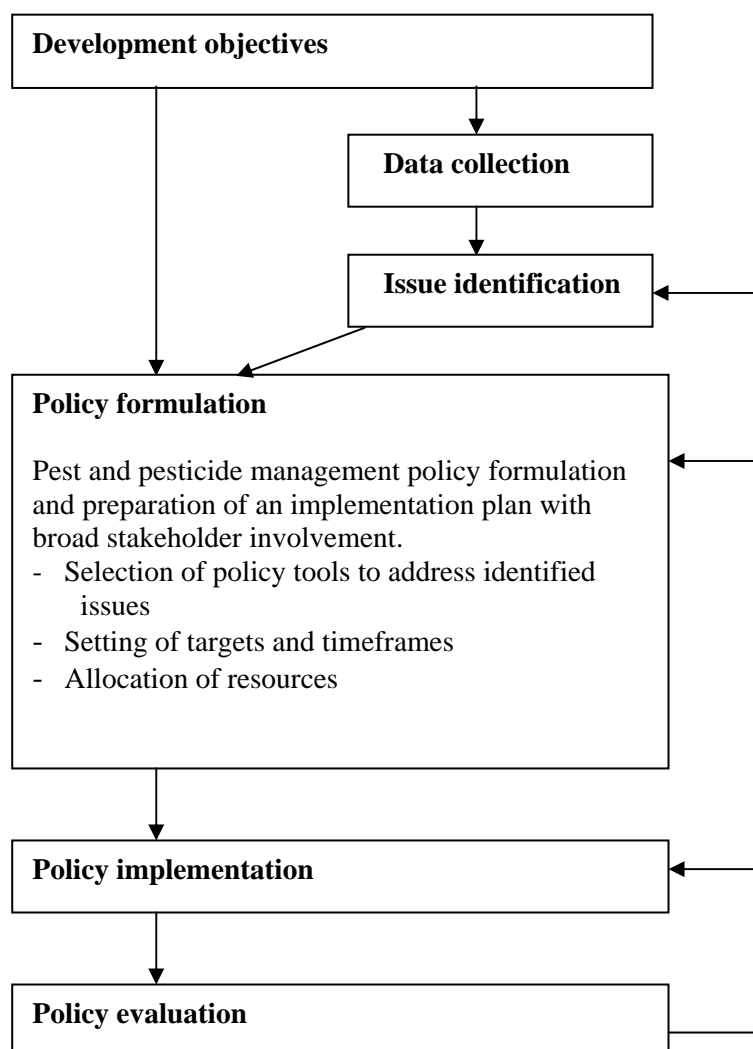 Development objectives
Data collection
Issue identification
Policy formulation
Pest and pesticide management policy formulation
and preparation of an implementation plan with
broad stakeholder involvement.
- Selection of policy tools to address identified
issues
- Setting of targets and timeframes
- Allocation of resources
Policy implementation
Policy evaluation